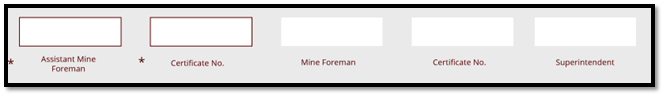 * Assistant Mine
Foreman
* Certificate No.
Mine Foreman
Certificate No.
Superintendent